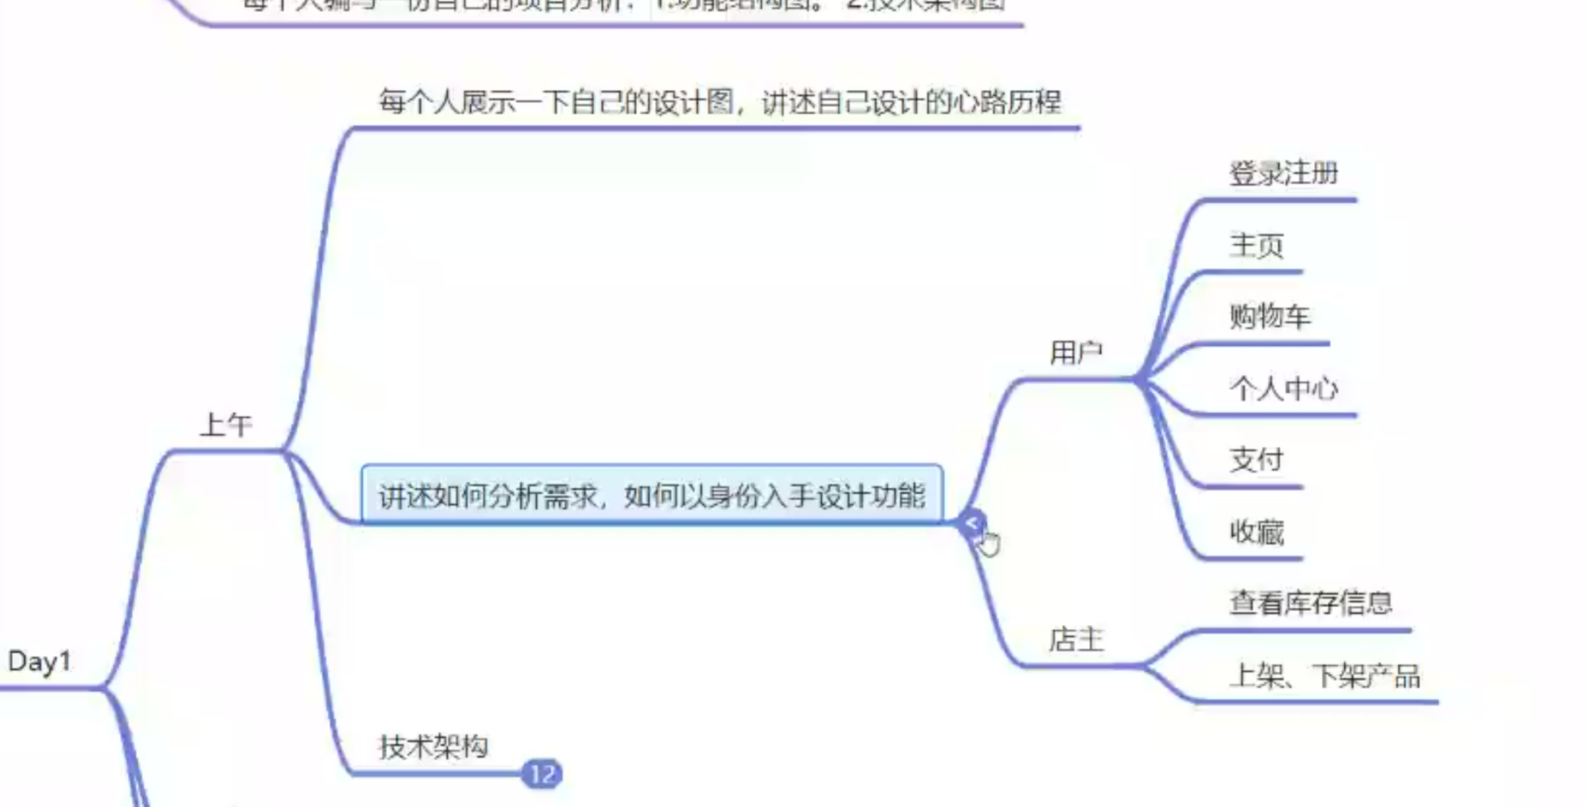 每个人编写一份自己的项目分析：1.功能结构图。 2.技术架构图
每个人展示一下自己的设计图，讲述自己设计的心路历程
登录注册
主页
购物车
用户
个人中心
上午
支付
讲述如何分析需求，如何以身份入手设计功能
收藏
查看库存信息
店主
Day1
上架、下架产品
技术架构
12